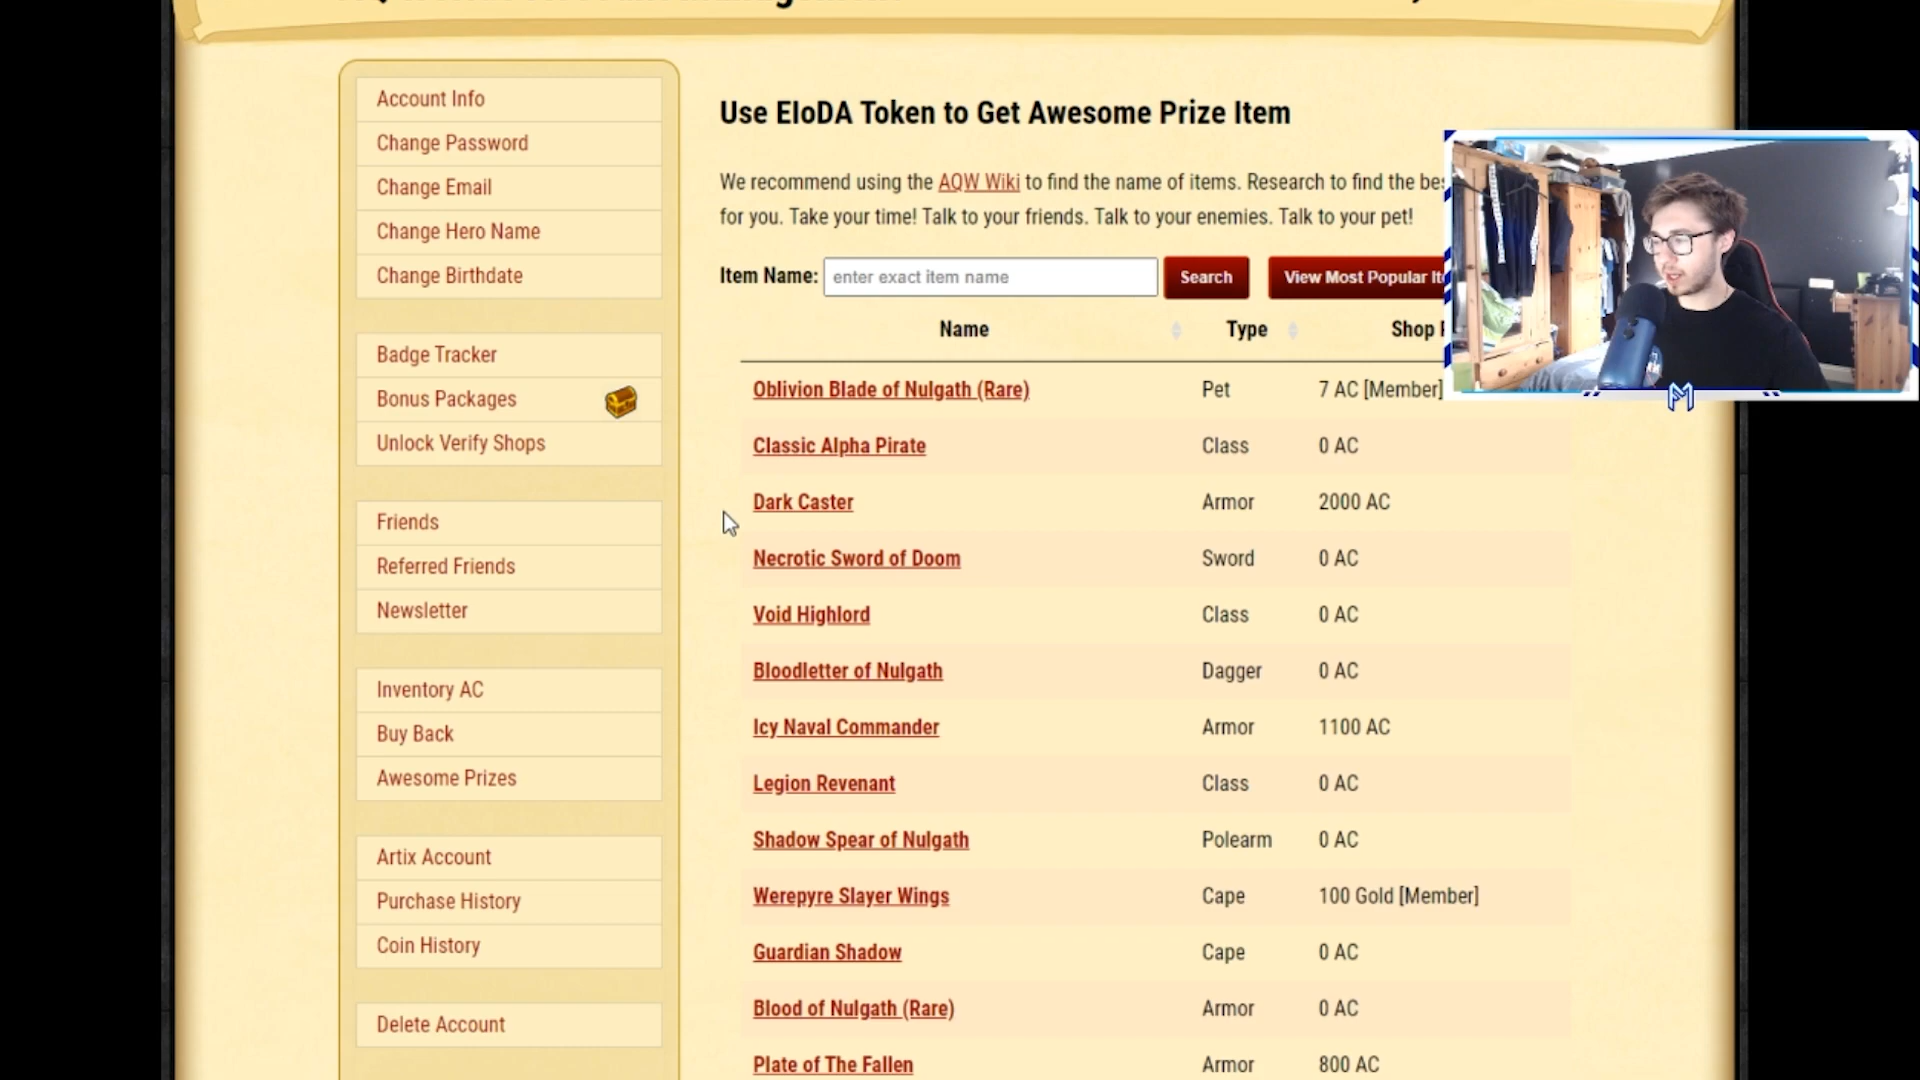 Account Info
Change Password
Change Email
Change Hero Name
Change Birthdate
Badge Tracker
Bonus Packages
Unlock Verify Shops
Friends
Referred Friends
Newsletter
Inventory AC
Buy Back
Awesome Prizes
Artix Account
Purchase History
Coin History
Delete Account
Use EIoDA Token to Get Awesome Prize Item
We recommend using the AQW Wiki to find the name of items. Research to find the
for you. Take your time! Talk to your friends. Talk to your enemies. Talk to your pet!
Item Name: enter exact item name Search View Most Popular
Name Type Shop
Oblivion Blade of Nulgath (Rare) Pet 7 AC [Member]
Classic Alpha Pirate Class 0 AC
Dark Caster Armor 2000 AC
Necrotic Sword of Doom Sword 0 AC
Void Highlord Class 0 AC
Bloodletter of Nulgath Dagger 0 AC
Icy Naval Commander Armor 1100 AC
Legion Revenant Class 0 AC
Shadow Spear of Nulgath Polearm 0 AC
Werepyre Slayer Wings Cape 100 Gold [Member]
Guardian Shadow Cape 0 AC
Blood of Nulgath (Rare) Armor 0 AC
Plate of The Fallen Armor 800 AC